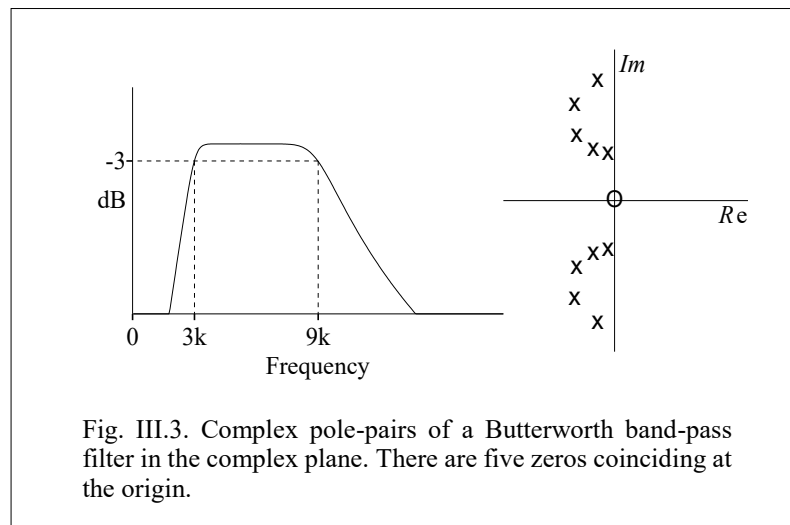 -3
dB
0
3k
9k
Frequency
Im
X
X
X
X
X
O
Re
X
X
X
X
X
Fig. III.3. Complex pole-pairs of a Butterworth band-pass
filter in the complex plane. There are five zeros coinciding at
the origin.